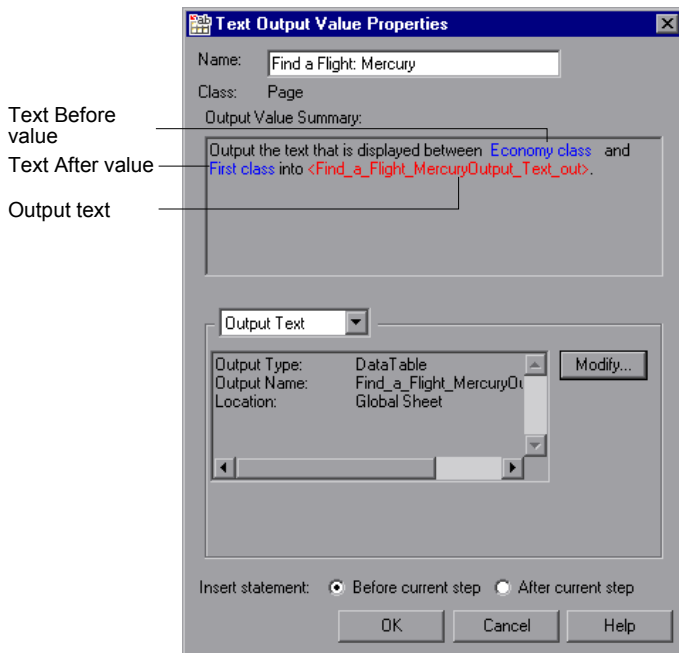 Text Output Value Properties
Name: Find a Flight: Mercury
Class: Page
Output Value Summary:
Text Before value
Text After value
Output text
Output the text that is displayed between Economy class and
First class into <Find_a_Flight_MercuryOutput_Text_out>.
Output Text
Output Type: DataTable
Output Name: Find_a_Flight_MercuryOu
Location: Global Sheet
Modify...
Insert statement: Before current step After current step
OK Cancel Help